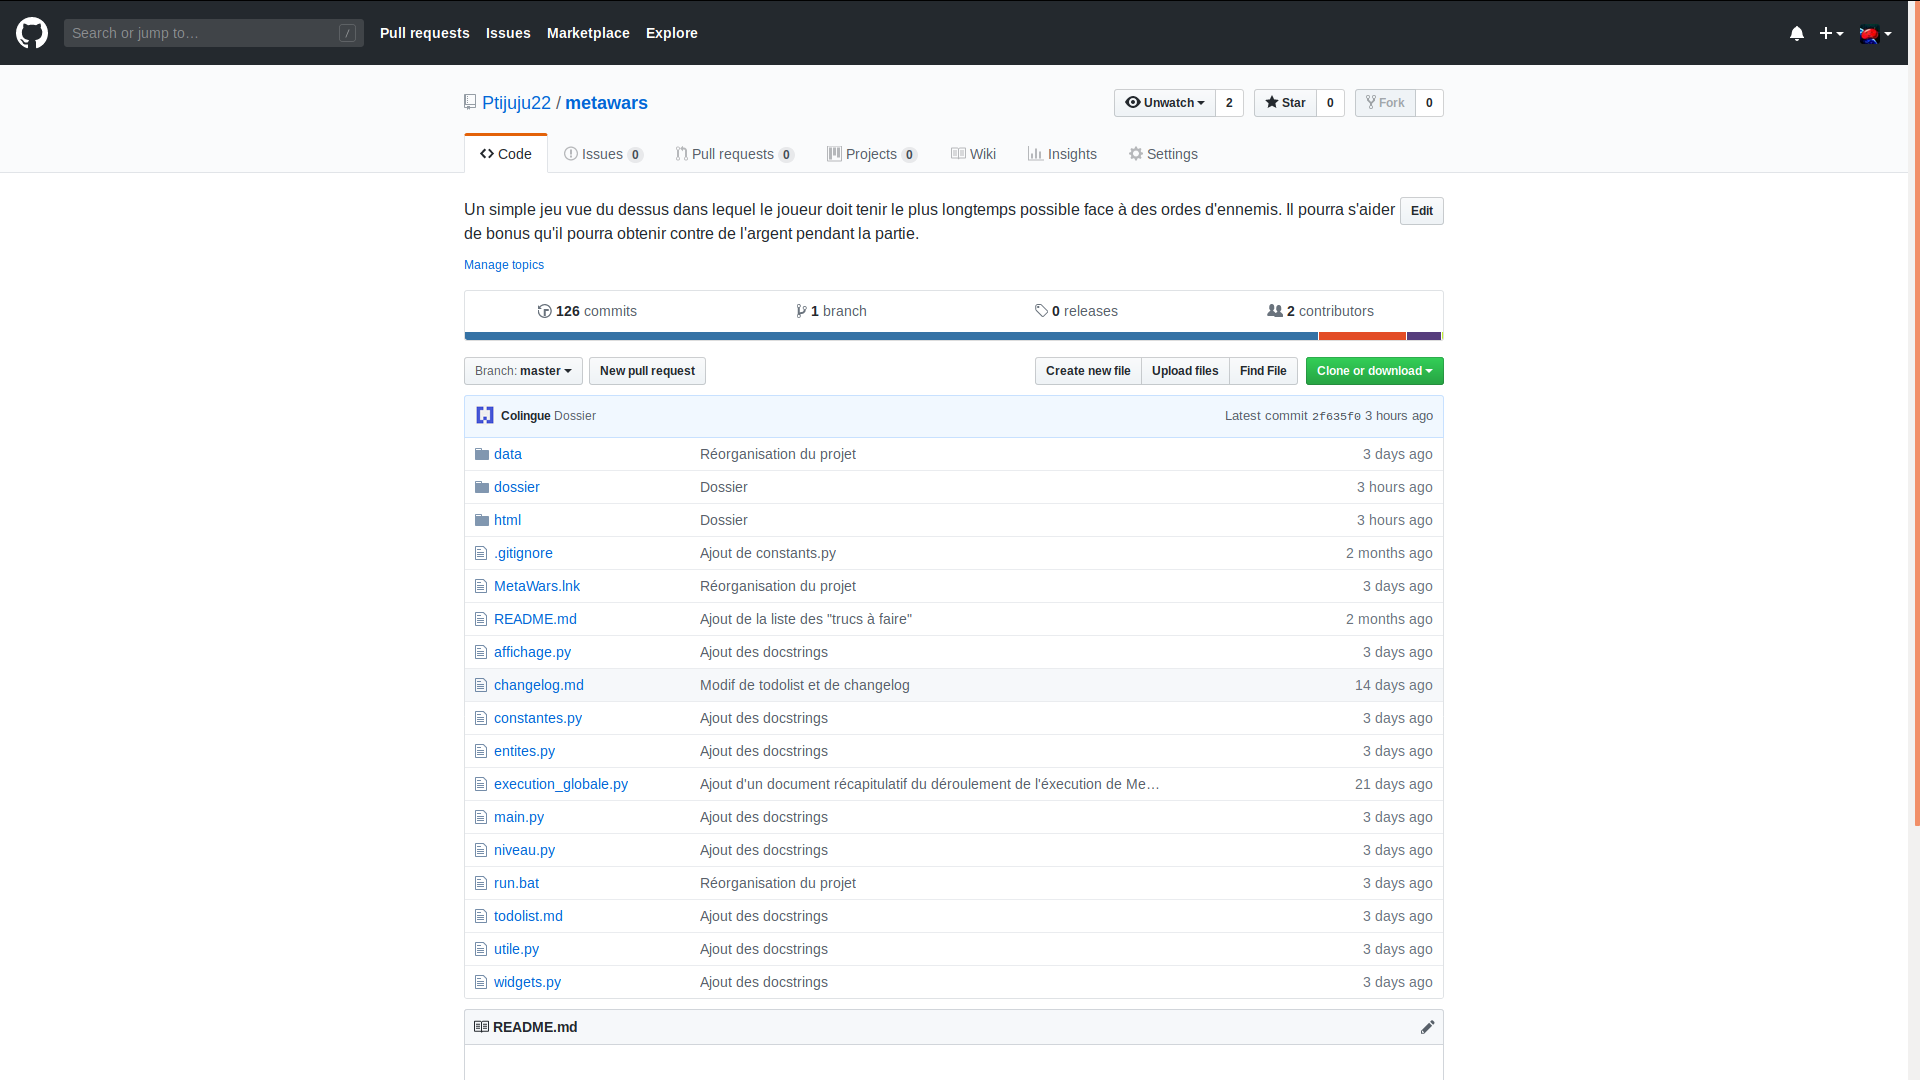 Search or jump to… /
Pull requests Issues Marketplace Explore
Ptijuju22 / metawars
Unwatch 2 Star 0 Fork 0
Code Issues 0 Pull requests 0 Projects 0 Wiki Insights Settings
Un simple jeu vue du dessus dans lequel le joueur doit tenir le plus longtemps possible face à des ordes d'ennemis. Il pourra s'aider
de bonus qu'il pourra obtenir contre de l'argent pendant la partie.
Edit
Manage topics
126 commits 1 branch 0 releases 2 contributors
Branch: master New pull request Create new file Upload files Find File Clone or download
Colingue Dossier Latest commit 2f635f0 3 hours ago
data Réorganisation du projet 3 days ago
dossier Dossier 3 hours ago
html Dossier 3 hours ago
.gitignore Ajout de constants.py 2 months ago
MetaWars.lnk Réorganisation du projet 3 days ago
README.md Ajout de la liste des "trucs à faire" 2 months ago
affichage.py Ajout des docstrings 3 days ago
changelog.md Modif de todolist et de changelog 14 days ago
constantes.py Ajout des docstrings 3 days ago
entites.py Ajout des docstrings 3 days ago
execution_globale.py Ajout d'un document récapitulatif du déroulement de l'éxecution de Me… 21 days ago
main.py Ajout des docstrings 3 days ago
niveau.py Ajout des docstrings 3 days ago
run.bat Réorganisation du projet 3 days ago
todolist.md Ajout des docstrings 3 days ago
utile.py Ajout des docstrings 3 days ago
widgets.py Ajout des docstrings 3 days ago
README.md